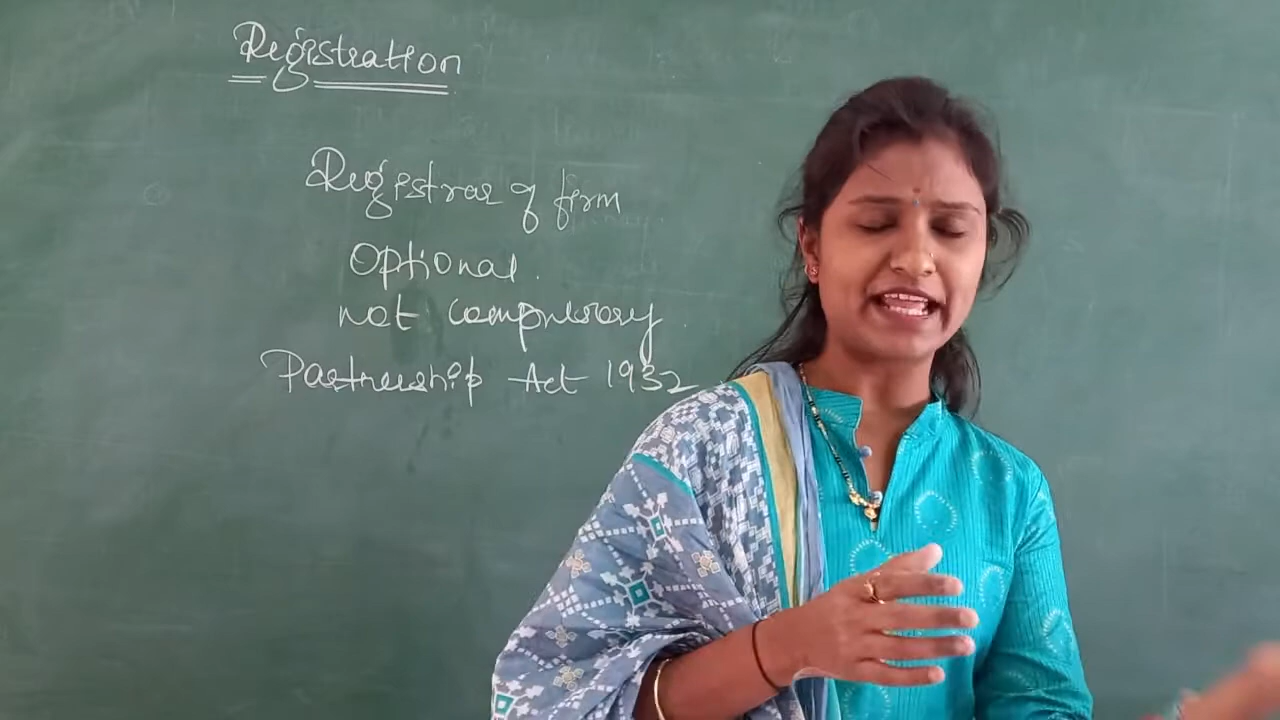 Registration
Registrar of firm
Optional.
not compulsory.
Partnership Act 1932